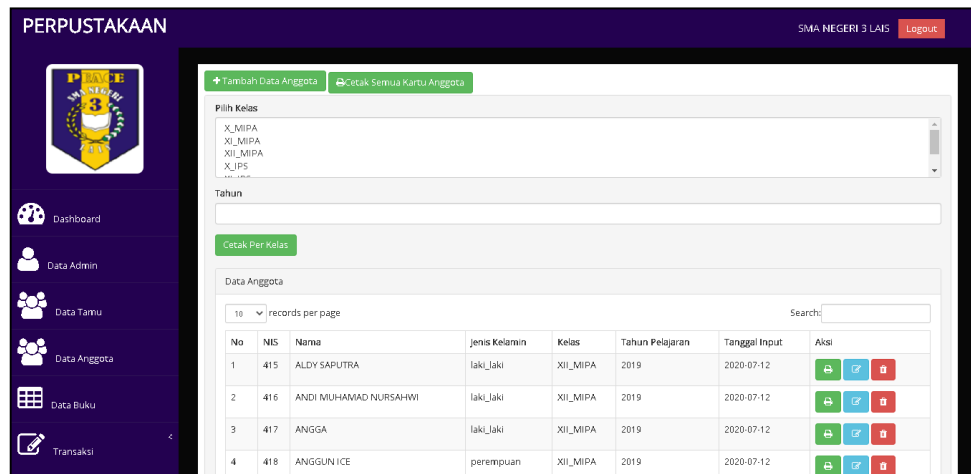 PERPUSTAKAAN
SMA NEGERI 3 LAIS Logout
PEACE
SMA NEGERI
3
Dashboard
Data Admin
Data Tamu
Data Anggota
Data Buku
Transaksi
Tambah Data Anggota Cetak Semua Kartu Anggota
Pilih Kelas
X_MIPA
XI_MIPA
XII_MIPA
X_IPS
Tahun
Cetak Per Kelas
Data Anggota
10 records per page Search:
No NIS Nama Jenis Kelamin Kelas Tahun Pelajaran Tanggal Input Aksi
1 415 ALDY SAPUTRA laki_laki XII_MIPA 2019 2020-07-12
2 416 ANDI MUHAMAD NURSAHWI laki_laki XII_MIPA 2019 2020-07-12
3 417 ANGGA laki_laki XII_MIPA 2019 2020-07-12
4 418 ANGGUN ICE perempuan XII_MIPA 2019 2020-07-12